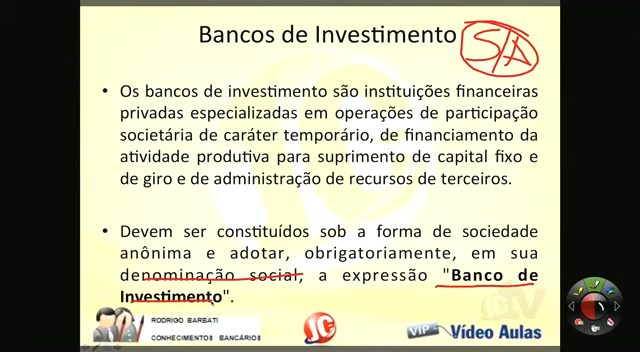 Bancos de Investimento S/A
• Os bancos de investimento são instituições financeiras
privadas especializadas em operações de participação
societária de caráter temporário, de financiamento da
atividade produtiva para suprimento de capital fixo e
de giro e de administração de recursos de terceiros.
• Devem ser constituídos sob a forma de sociedade
anônima e adotar, obrigatoriamente, em sua
denominação social, a expressão "Banco de
Investimento".
RODRIGO BARBATI
CONHECIMENTOS BANCÁRIOS
VIP Vídeo Aulas